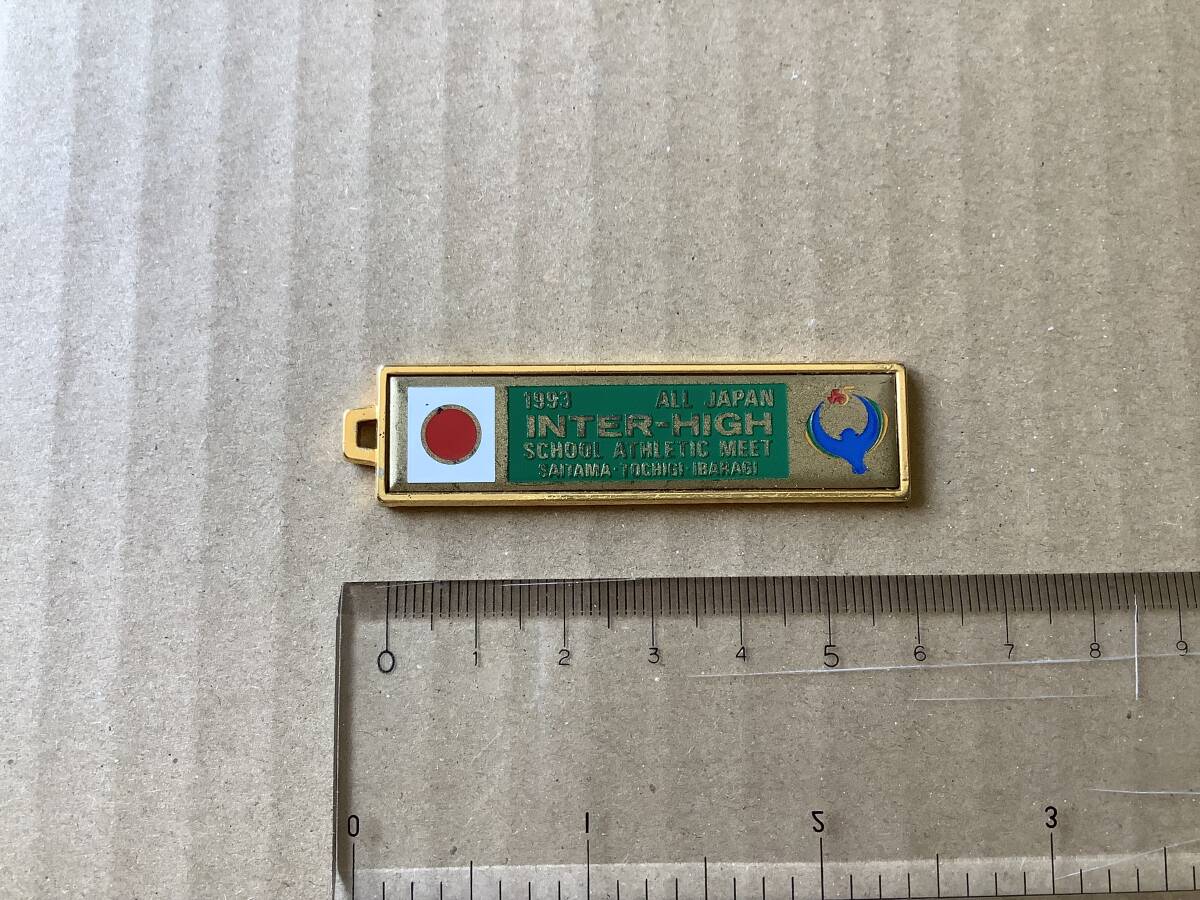 1993 ALL JAPAN
INTER-HIGH
SCHOOL ATHLETIC MEET
SAITAMA·TOCHIGI·IBARAGI
0 1 2 3 4 5 6 7 8 9
0 1 2 3